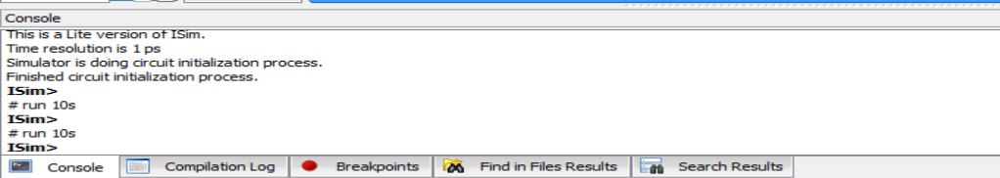 Console
This is a Lite version of ISim.
Time resolution is 1 ps
Simulator is doing circuit initialization process.
Finished circuit initialization process.
ISim>
# run 10s
ISim>
# run 10s
ISim>
Console Compilation Log Breakpoints Find in Files Results Search Results